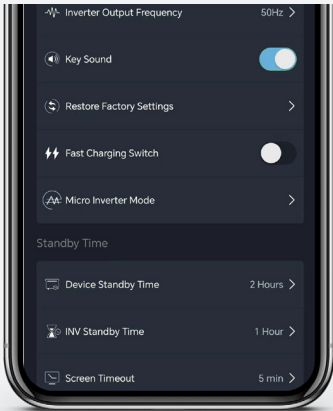 Inverter Output Frequency 50Hz
Key Sound
Restore Factory Settings
Fast Charging Switch
Micro Inverter Mode
Standby Time
Device Standby Time 2 Hours
INV Standby Time 1 Hour
Screen Timeout 5 min